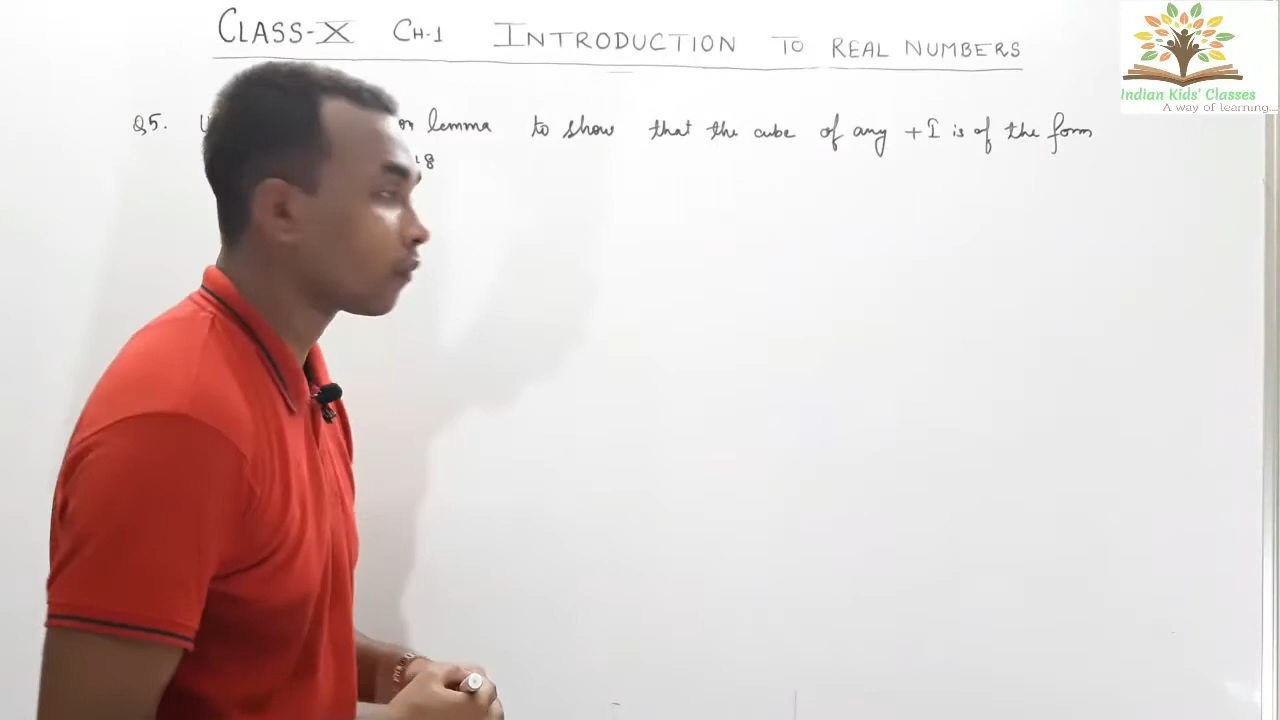 CLASS-X CH-1 INTRODUCTION TO REAL NUMBERS
Indian Kids' Classes
A way of learning...
Q5. lemma to show that the cube of any +I is of the form
18